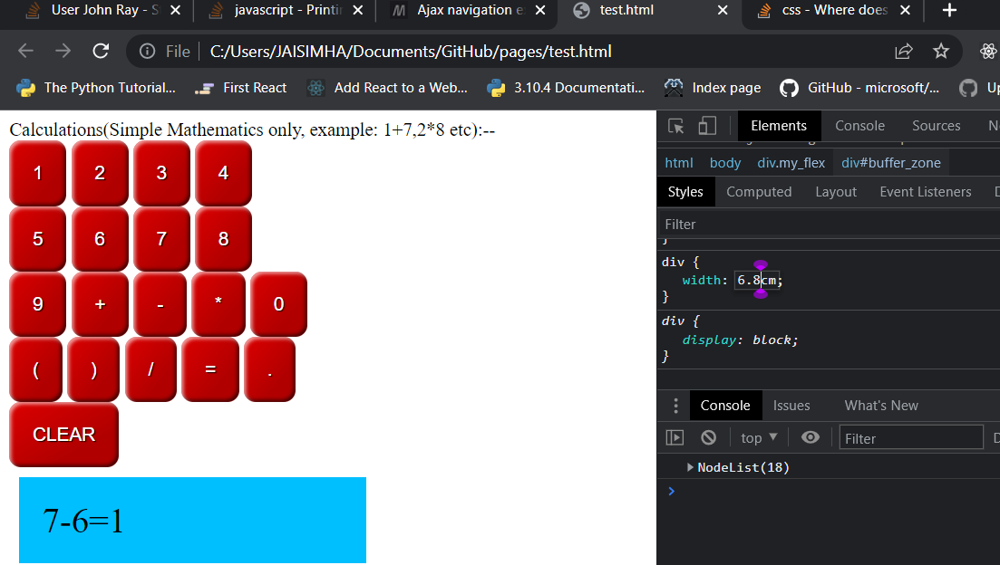 User John Ray - S
javascript - Printin
Ajax navigation e
test.html
css - Where does
File
C:/Users/JAISIMHA/Documents/GitHub/pages/test.html
The Python Tutorial...
First React
Add React to a Web...
3.10.4 Documentati...
Index page
GitHub - microsoft/...
Up
Calculations(Simple Mathematics only, example: 1+7,2*8 etc):--
1 2 3 4
5 6 7 8
9 + - * 0
( ) / = .
CLEAR
7-6=1
Elements Console Sources N
html body div.my_flex div#buffer_zone
Styles Computed Layout Event Listeners
Filter
}
div {
width: 6.8cm;
}
div {
display: block;
}
Console Issues What's New
top ▼ Filter
▶ NodeList(18)
>